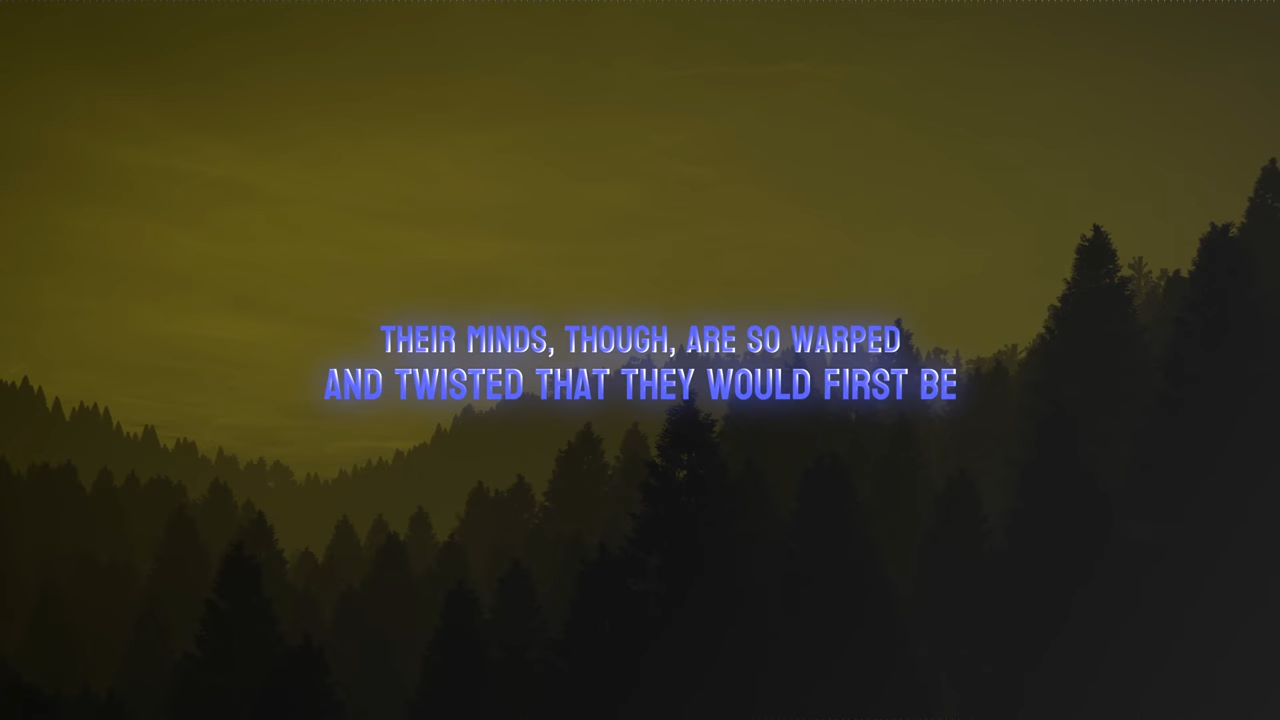 THEIR MINDS, THOUGH, ARE SO WARPED
AND TWISTED THAT THEY WOULD FIRST BE